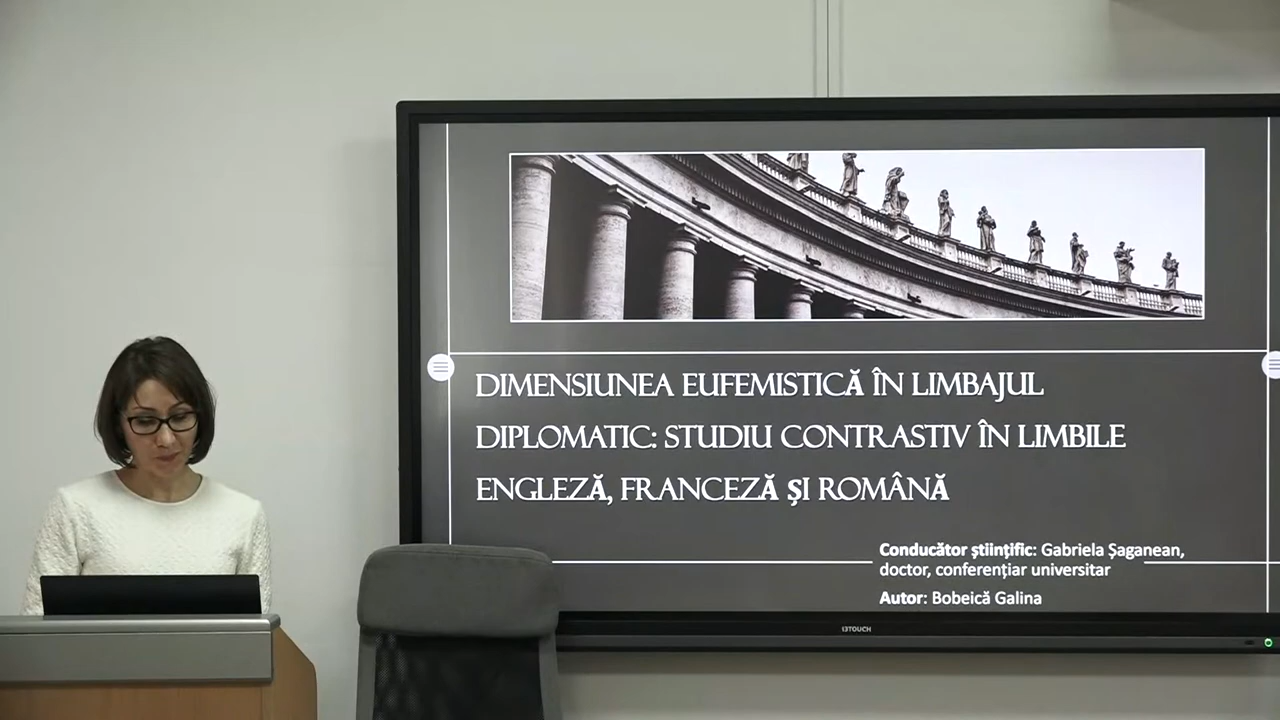 DIMENSIUNEA EUFEMISTICĂ ÎN LIMBAJUL
DIPLOMATIC: STUDIU CONTRASTIV ÎN LIMBILE
ENGLEZĂ, FRANCEZĂ ȘI ROMÂNĂ
Conducător științific: Gabriela Șaganean,
doctor, conferențiar universitar
Autor: Bobeică Galina
i3TOUCH